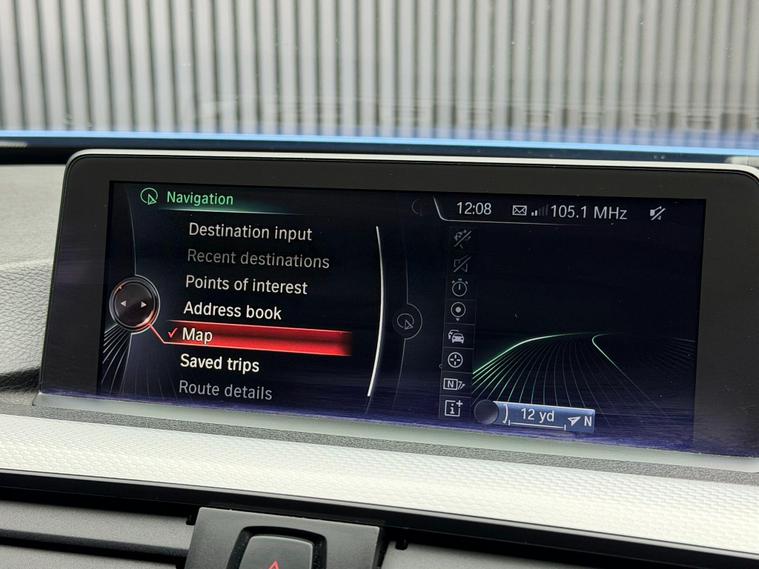 Navigation
12:08 105.1 MHz
Destination input
Recent destinations
Points of interest
Address book
Map
Saved trips
Route details
N
12 yd N